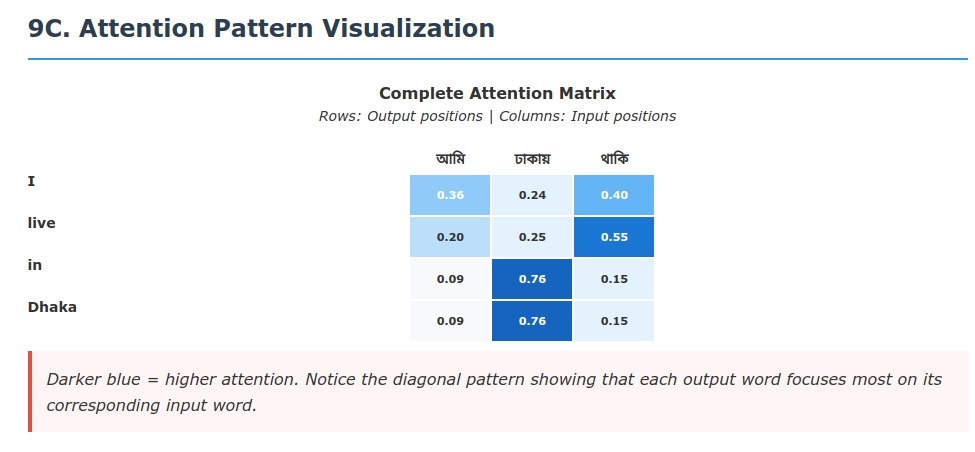 9C. Attention Pattern Visualization
Complete Attention Matrix
Rows: Output positions | Columns: Input positions
আমি ঢাকায় থাকি
I 0.36 0.24 0.40
live 0.20 0.25 0.55
in 0.09 0.76 0.15
Dhaka 0.09 0.76 0.15
Darker blue = higher attention. Notice the diagonal pattern showing that each output word focuses most on its
corresponding input word.